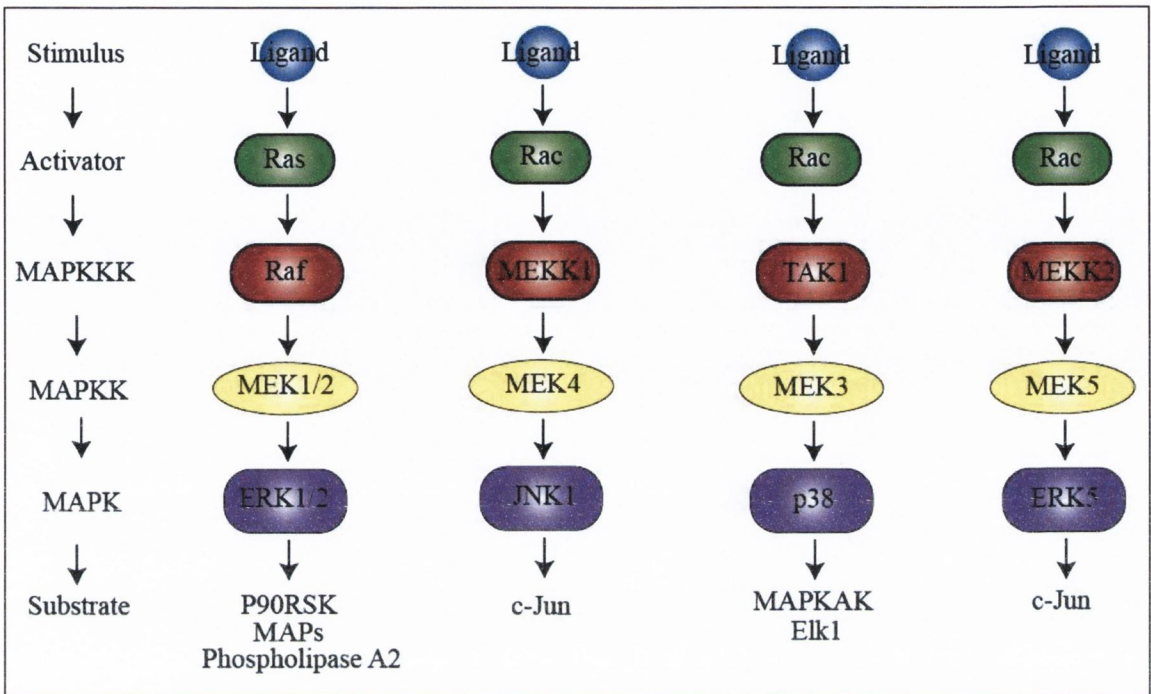 Stimulus Ligand Ligand Ligand Ligand
Activator Ras Rac Rac Rac
MAPKKK Raf MEKK1 TAK1 MEKK2
MAPKK MEK1/2 MEK4 MEK3 MEK5
MAPK ERK1/2 JNK1 p38 ERK5
Substrate P90RSK c-Jun MAPKAK c-Jun
MAPs Elk1
Phospholipase A2